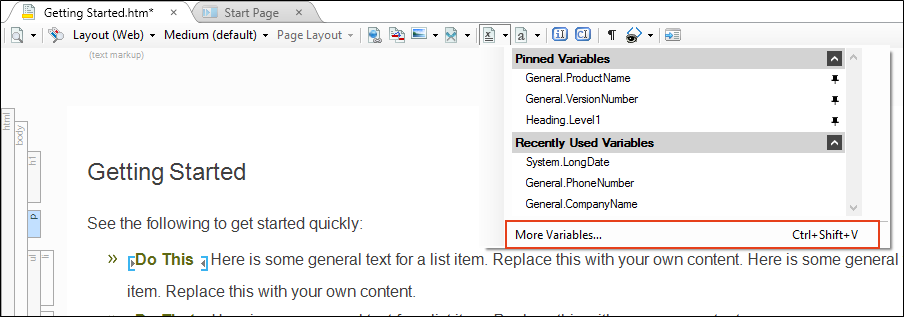 Getting Started.htm* × Start Page
Layout (Web) Medium (default) Page Layout x a iI CI ¶
(text markup)
Pinned Variables
General.ProductName
General.VersionNumber
Heading.Level1
Recently Used Variables
System.LongDate
General.PhoneNumber
General.CompanyName
More Variables... Ctrl+Shift+V
html
body
h1
p
Getting Started
See the following to get started quickly:
» Do This Here is some general text for a list item. Replace this with your own content. Here is some general
item. Replace this with your own content.